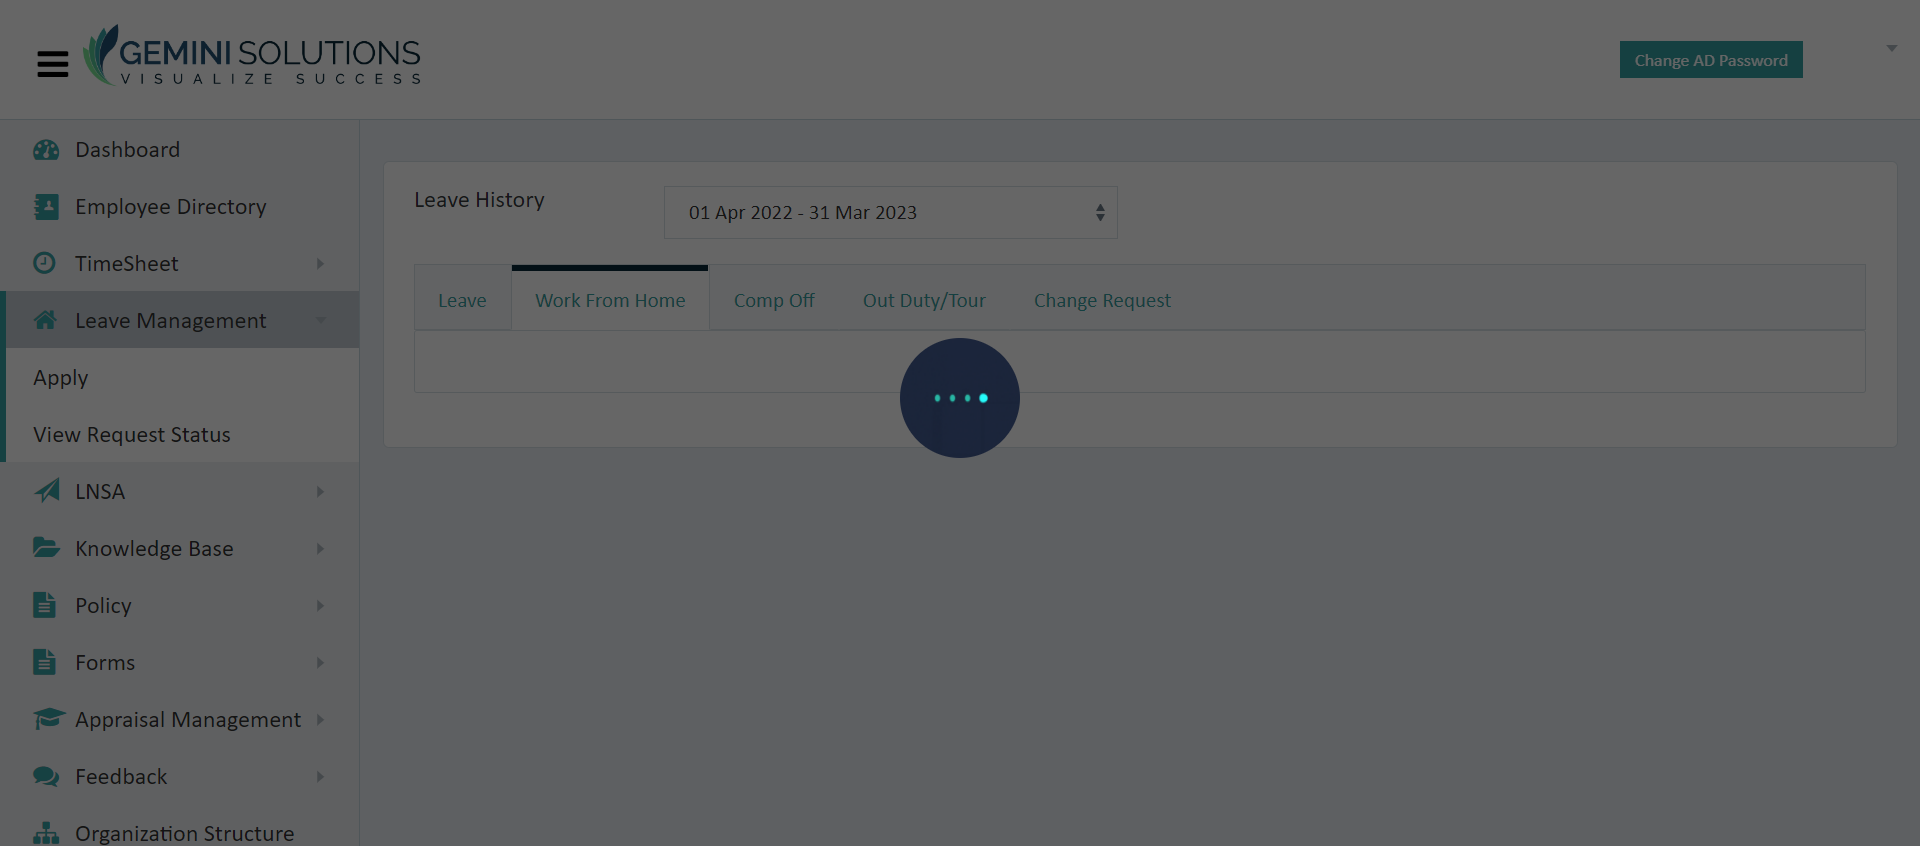 GEMINI SOLUTIONS
VISUALIZE SUCCESS
Change AD Password
Dashboard
Employee Directory
TimeSheet
Leave Management
Apply
View Request Status
LNSA
Knowledge Base
Policy
Forms
Appraisal Management
Feedback
Organization Structure
Leave History
01 Apr 2022 - 31 Mar 2023
Leave Work From Home Comp Off Out Duty/Tour Change Request